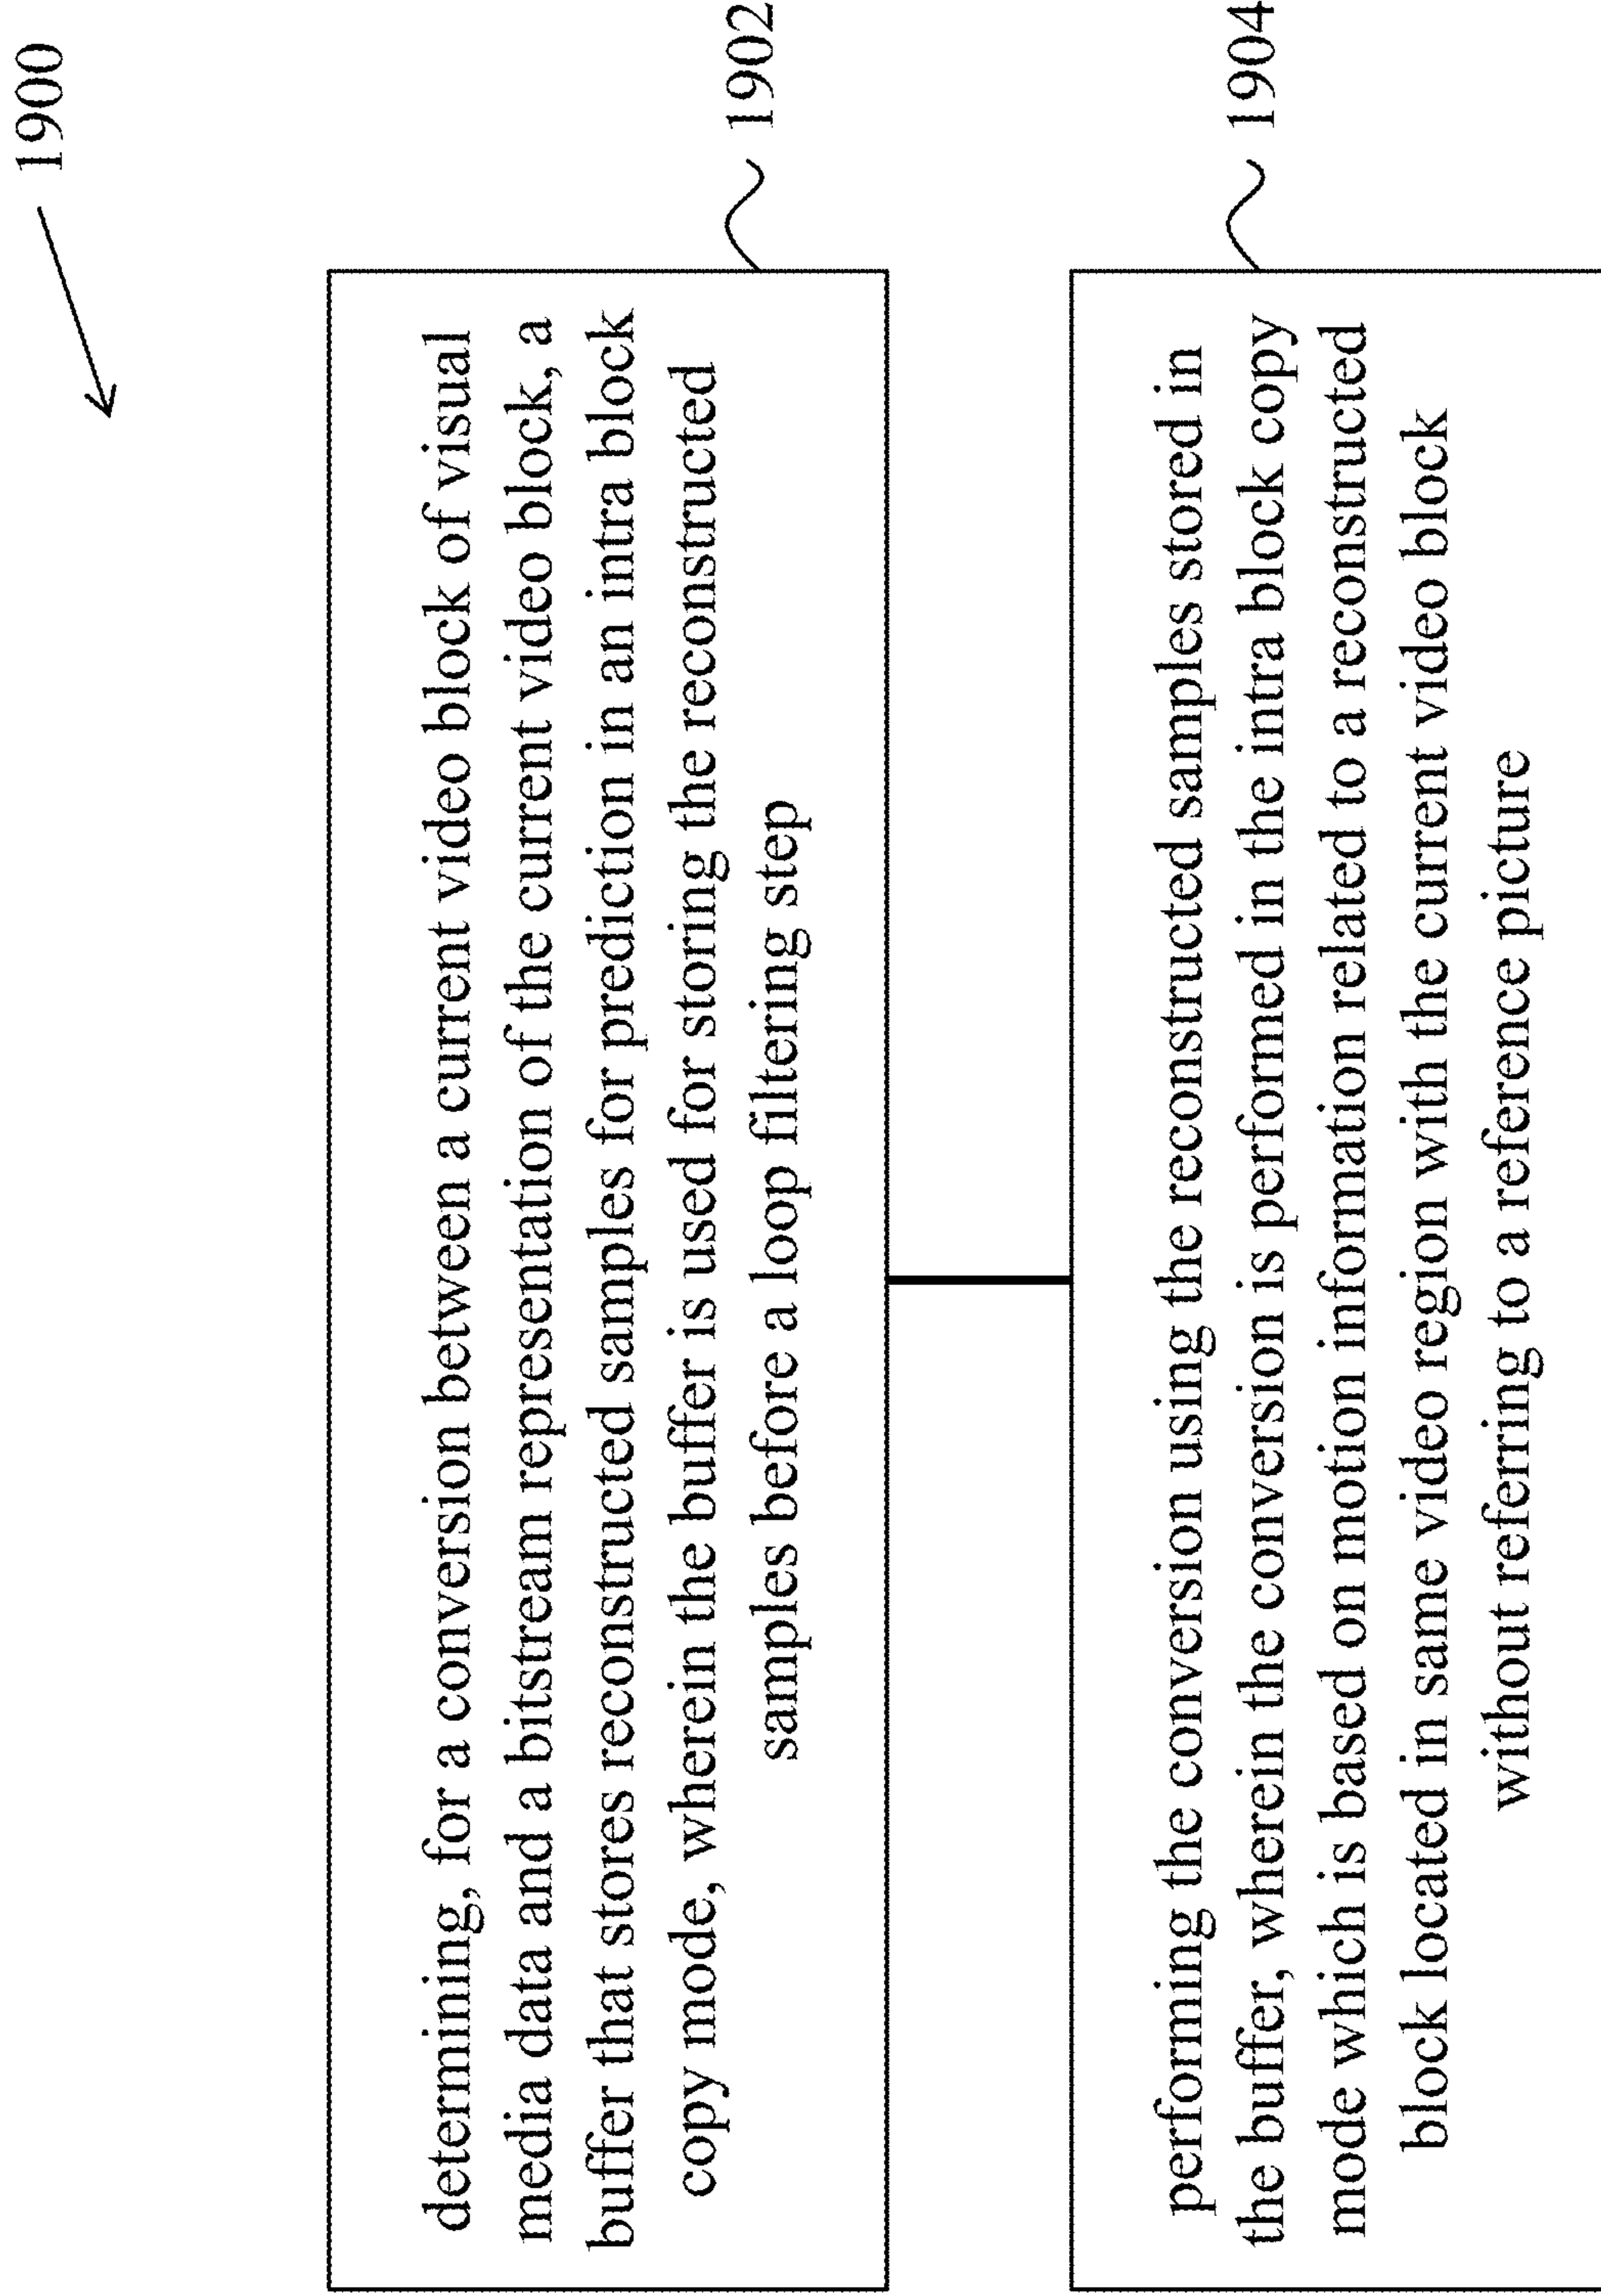 1900
determining, for a conversion between a current video block of visual
media data and a bitstream representation of the current video block, a
buffer that stores reconstructed samples for prediction in an intra block
copy mode, wherein the buffer is used for storing the reconstructed
samples before a loop filtering step
1902
performing the conversion using the reconstructed samples stored in
the buffer, wherein the conversion is performed in the intra block copy
mode which is based on motion information related to a reconstructed
block located in same video region with the current video block
without referring to a reference picture
1904